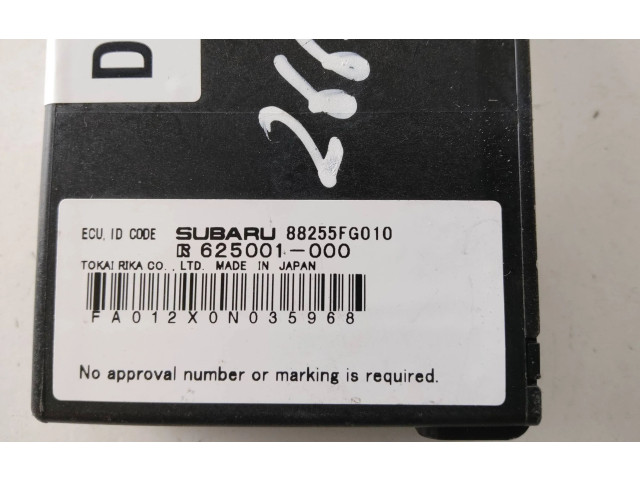 D
ECU, ID CODE SUBARU 88255FG010
R 625001-000
TOKAI RIKA CO., LTD. MADE IN JAPAN
FA012X0N035968
No approval number or marking is required.